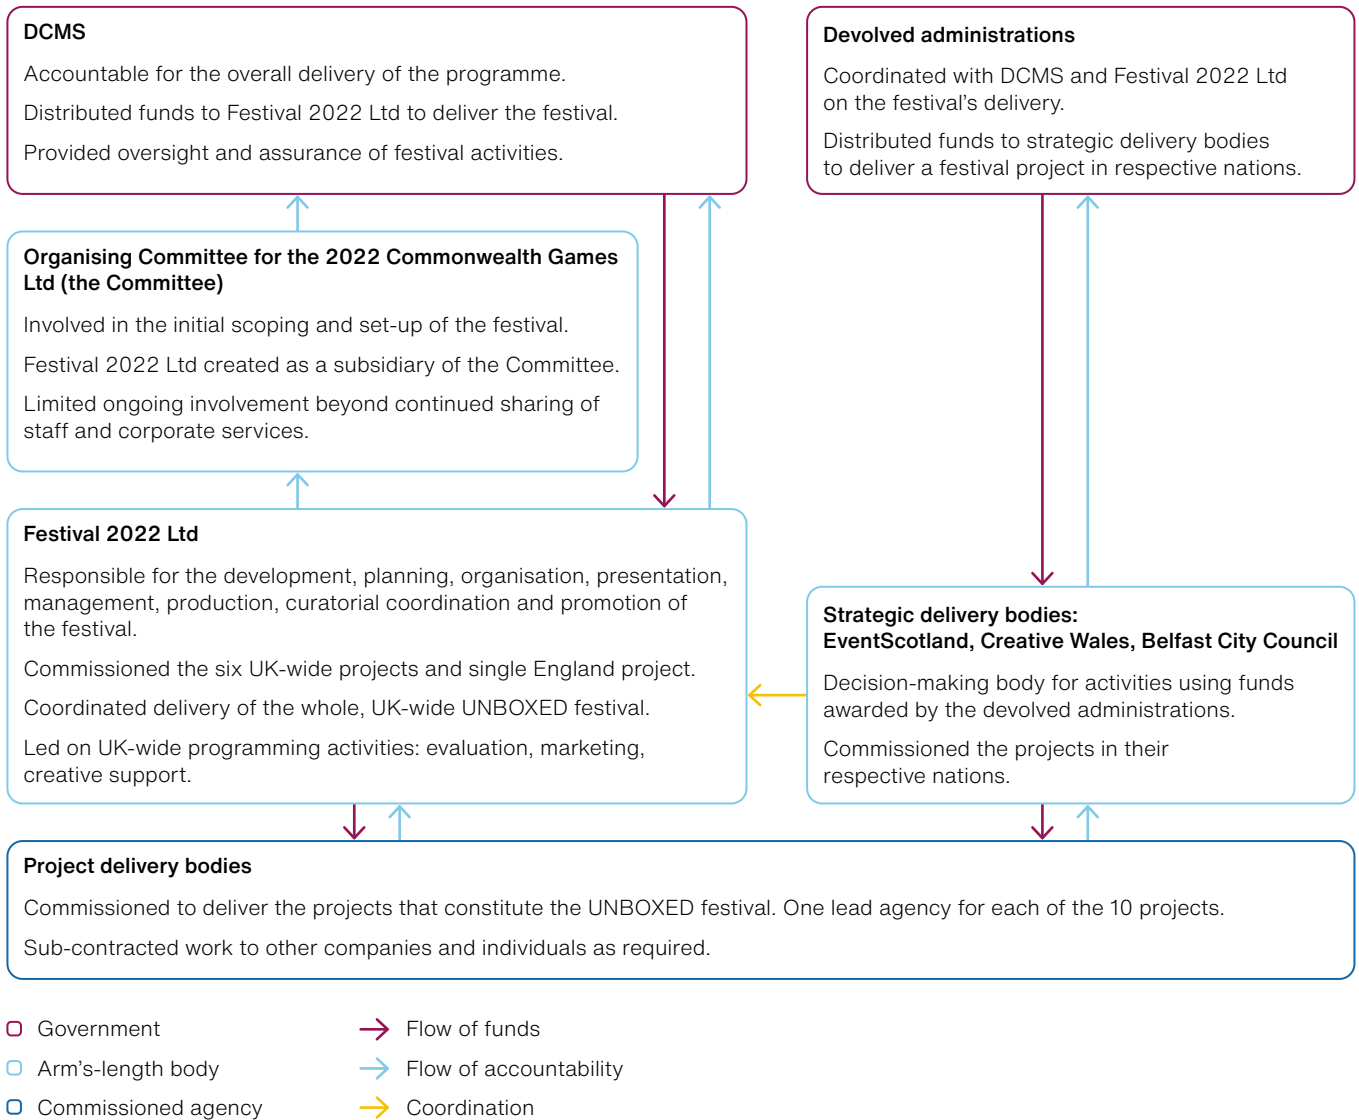 DCMS
Accountable for the overall delivery of the programme.
Distributed funds to Festival 2022 Ltd to deliver the festival.
Provided oversight and assurance of festival activities.
Devolved administrations
Coordinated with DCMS and Festival 2022 Ltd
on the festival's delivery.
Distributed funds to strategic delivery bodies
to deliver a festival project in respective nations.
Organising Committee for the 2022 Commonwealth Games
Ltd (the Committee)
Involved in the initial scoping and set-up of the festival.
Festival 2022 Ltd created as a subsidiary of the Committee.
Limited ongoing involvement beyond continued sharing of
staff and corporate services.
Festival 2022 Ltd
Responsible for the development, planning, organisation, presentation,
management, production, curatorial coordination and promotion of
the festival.
Commissioned the six UK-wide projects and single England project.
Coordinated delivery of the whole, UK-wide UNBOXED festival.
Led on UK-wide programming activities: evaluation, marketing,
creative support.
Strategic delivery bodies:
EventScotland, Creative Wales, Belfast City Council
Decision-making body for activities using funds
awarded by the devolved administrations.
Commissioned the projects in their
respective nations.
Project delivery bodies
Commissioned to deliver the projects that constitute the UNBOXED festival. One lead agency for each of the 10 projects.
Sub-contracted work to other companies and individuals as required.
Government
Arm's-length body
Commissioned agency
Flow of funds
Flow of accountability
Coordination